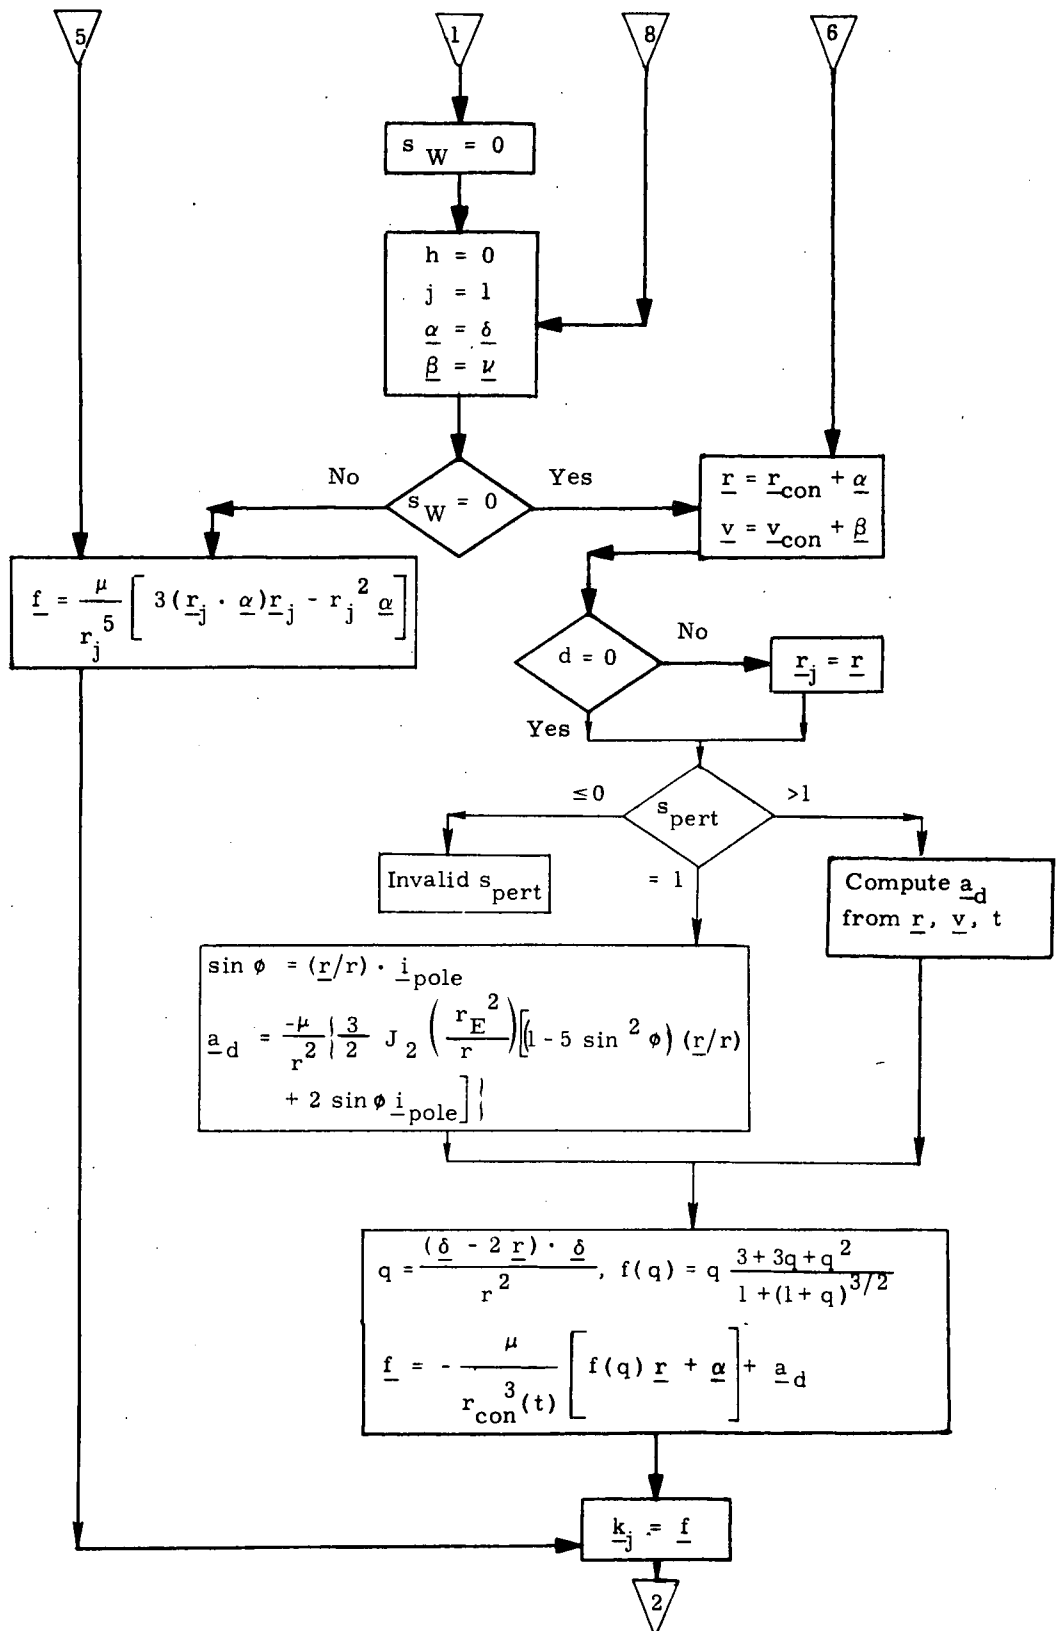 5
1
8
6
s_W = 0
h = 0
j = 1
α = δ
β = ν
No
s_W = 0
Yes
r = r_con + α
v = v_con + β
f = μ/r_j^5 [ 3(r_j · α)r_j - r_j^2 α ]
d = 0
No
r_j = r
Yes
≤0
s_pert
>1
Invalid s_pert
= 1
Compute a_d
from r, v, t
sin φ = (r/r) · i_pole
a_d = -μ/r^2 { 3/2 J_2 ( r_E^2/r ) [(1 - 5 sin^2 φ) (r/r)
+ 2 sin φ i_pole ] }
q = (δ - 2 r) · δ / r^2, f(q) = q (3 + 3q + q^2) / (1 + (1 + q)^3/2)
f = - μ/r_con^3(t) [ f(q) r + α ] + a_d
k_j = f
2